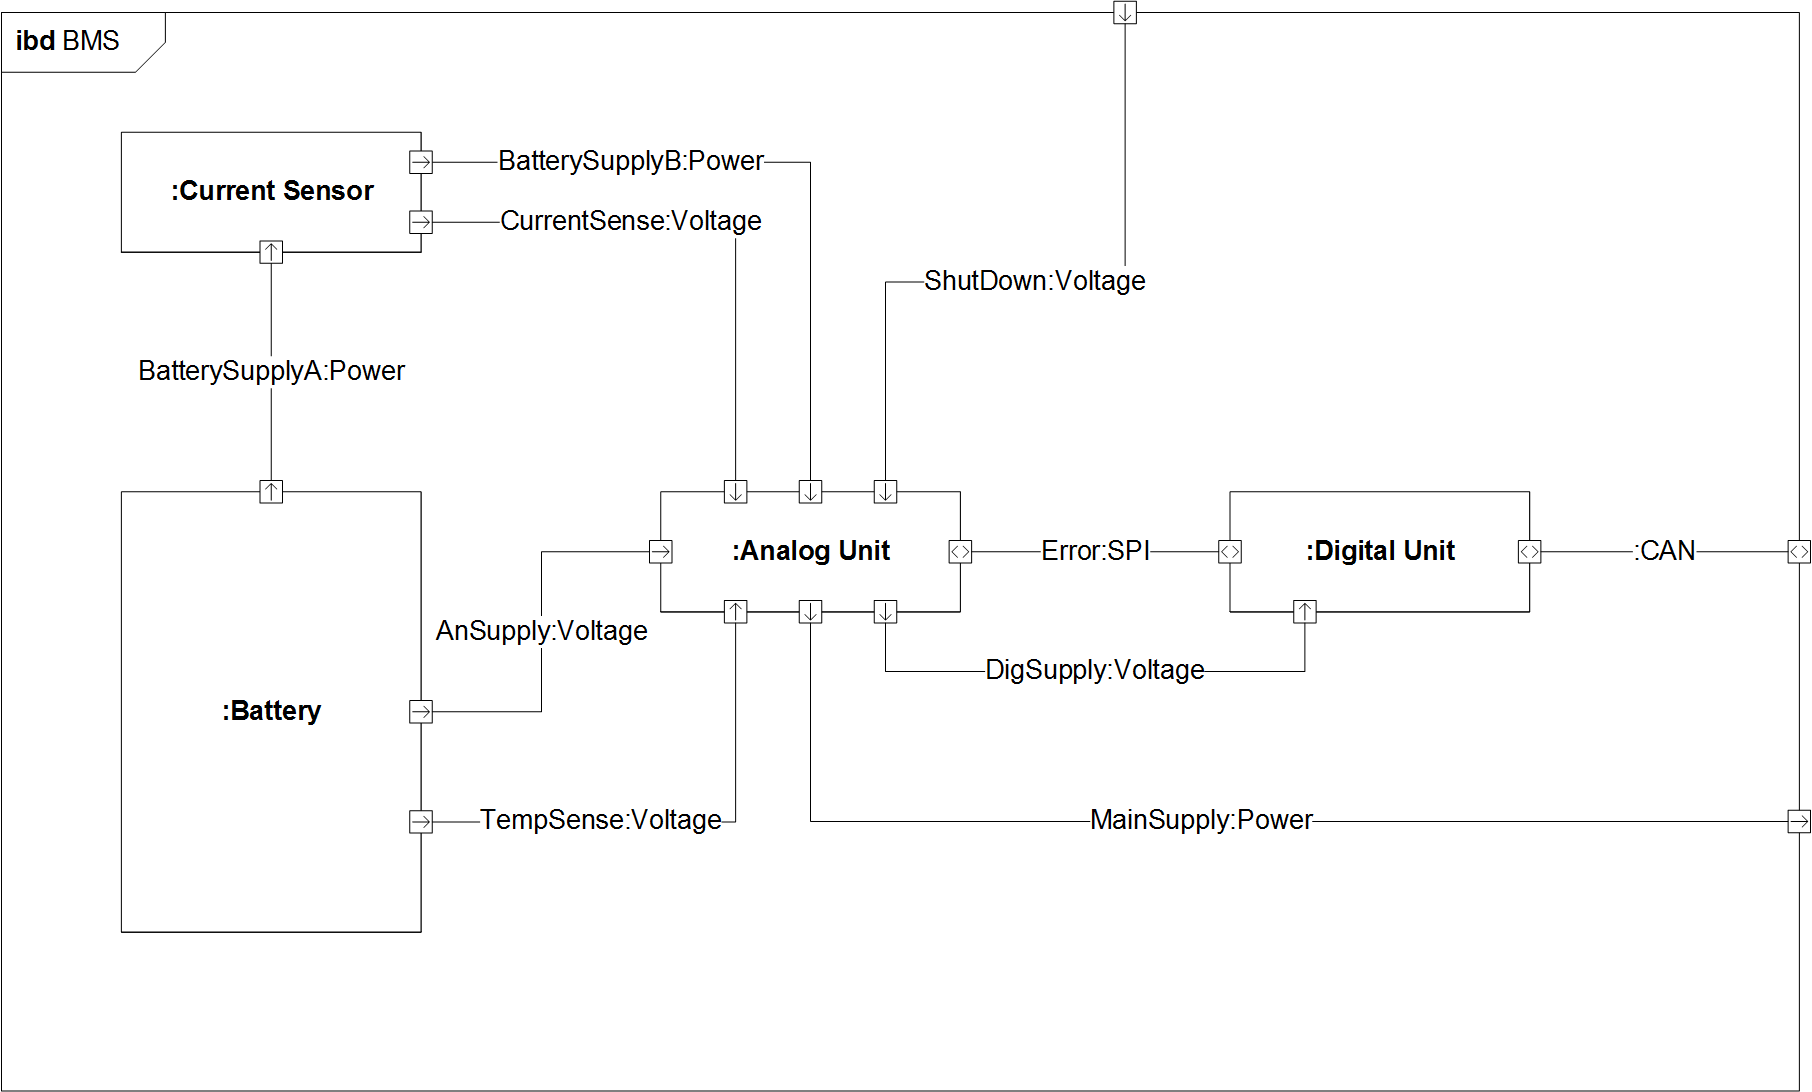 ibd BMS
BatterySupplyB:Power
:Current Sensor
CurrentSense:Voltage
ShutDown:Voltage
BatterySupplyA:Power
:Analog Unit
Error:SPI
:Digital Unit
:CAN
AnSupply:Voltage
DigSupply:Voltage
:Battery
TempSense:Voltage
MainSupply:Power